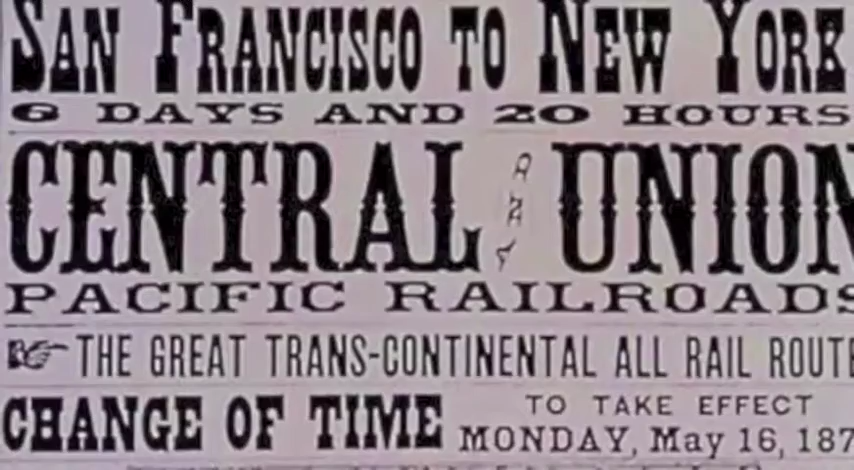 SAN FRANCISCO TO NEW YORK
6 DAYS AND 20 HOURS
CENTRAL AND UNION
PACIFIC RAILROADS
THE GREAT TRANS-CONTINENTAL ALL RAIL ROUTE
CHANGE OF TIME
TO TAKE EFFECT
MONDAY, May 16, 187